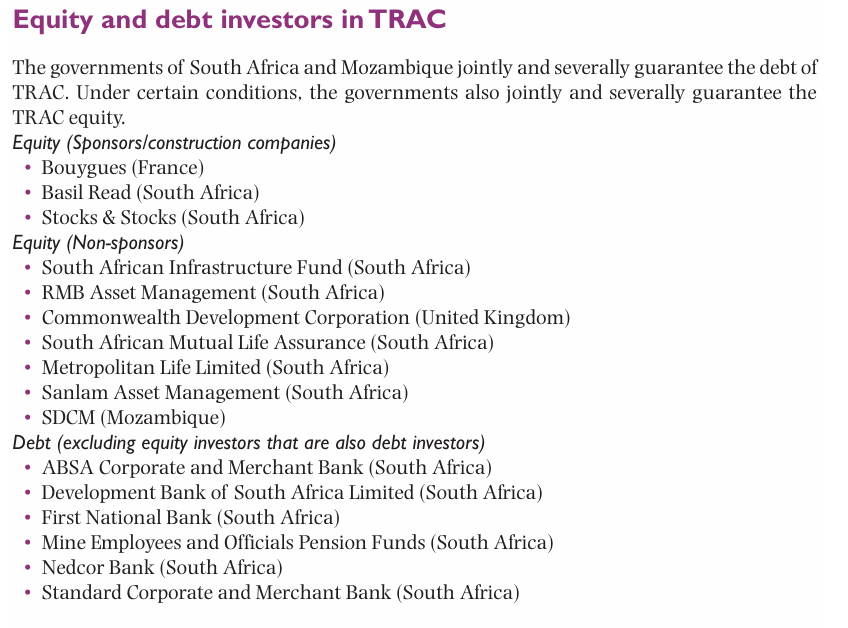 Equity and debt investors in TRAC
The governments of South Africa and Mozambique jointly and severally guarantee the debt of
TRAC. Under certain conditions, the governments also jointly and severally guarantee the
TRAC equity.
Equity (Sponsors/construction companies)
• Bouygues (France)
• Basil Read (South Africa)
• Stocks & Stocks (South Africa)
Equity (Non-sponsors)
• South African Infrastructure Fund (South Africa)
• RMB Asset Management (South Africa)
• Commonwealth Development Corporation (United Kingdom)
• South African Mutual Life Assurance (South Africa)
• Metropolitan Life Limited (South Africa)
• Sanlam Asset Management (South Africa)
• SDCM (Mozambique)
Debt (excluding equity investors that are also debt investors)
• ABSA Corporate and Merchant Bank (South Africa)
• Development Bank of South Africa Limited (South Africa)
• First National Bank (South Africa)
• Mine Employees and Officials Pension Funds (South Africa)
• Nedcor Bank (South Africa)
• Standard Corporate and Merchant Bank (South Africa)